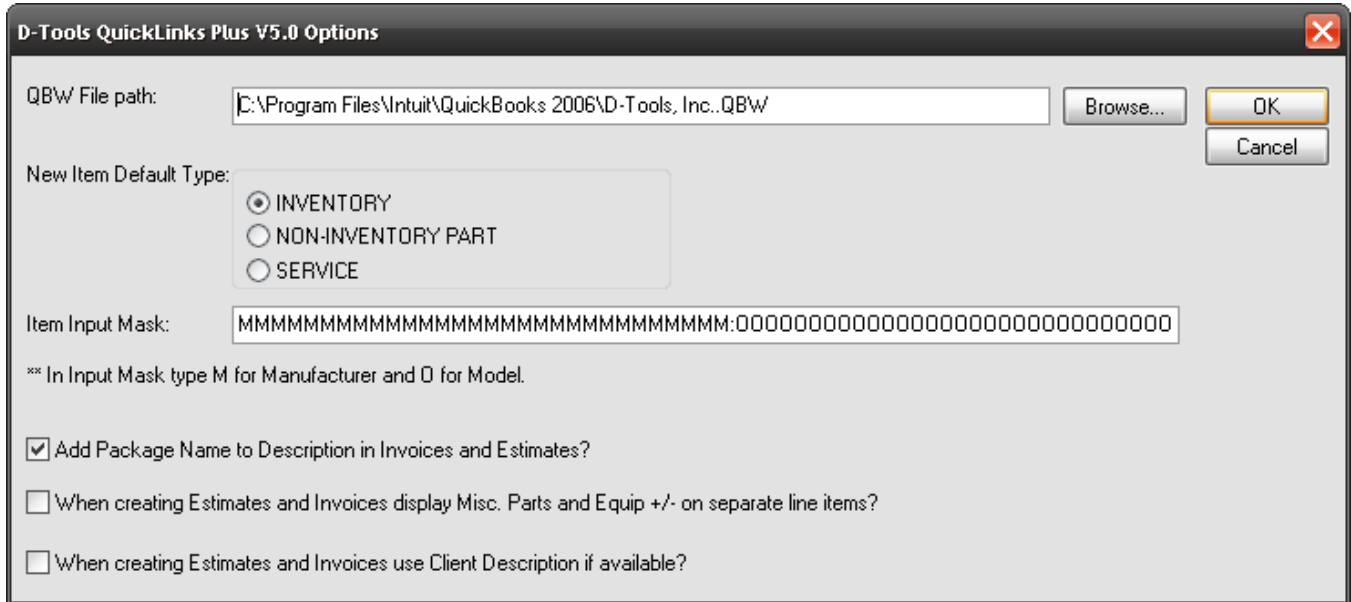 D-Tools QuickLinks Plus V5.0 Options
QBW File path:
C:\Program Files\Intuit\QuickBooks 2006\D-Tools, Inc..QBW
Browse...
OK
Cancel
New Item Default Type:
INVENTORY
NON-INVENTORY PART
SERVICE
Item Input Mask:
MMMMMMMMMMMMMMMMMMMMMMMMMMMMMM:OOOOOOOOOOOOOOOOOOOOOOOOOOOOOO
** In Input Mask type M for Manufacturer and O for Model.
Add Package Name to Description in Invoices and Estimates?
When creating Estimates and Invoices display Misc. Parts and Equip +/- on separate line items?
When creating Estimates and Invoices use Client Description if available?